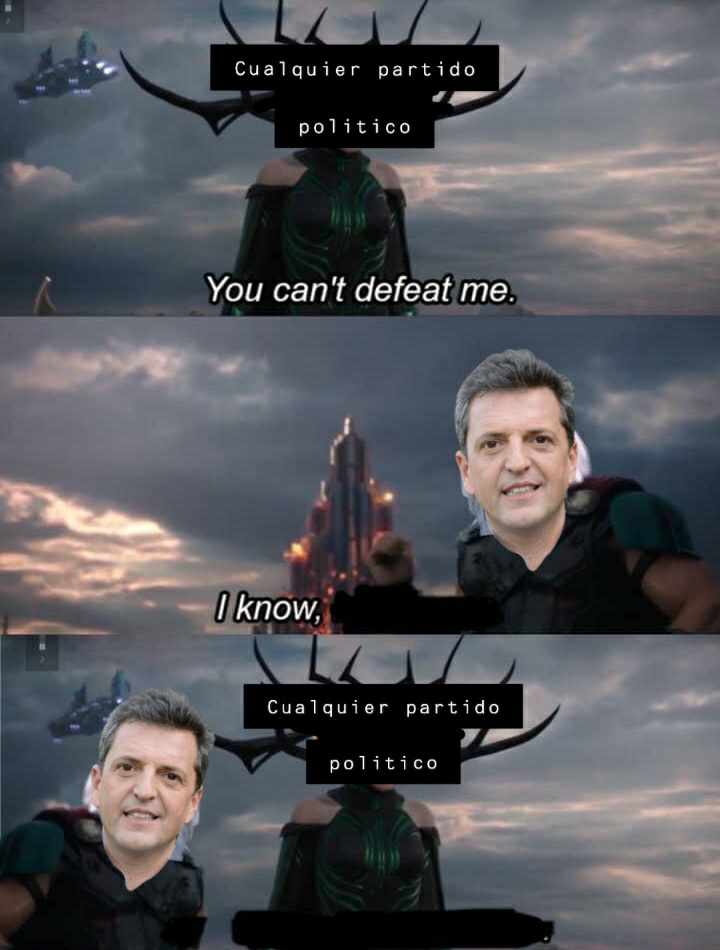 Cualquier partido
politico
You can't defeat me.
I know,
Cualquier partido
politico